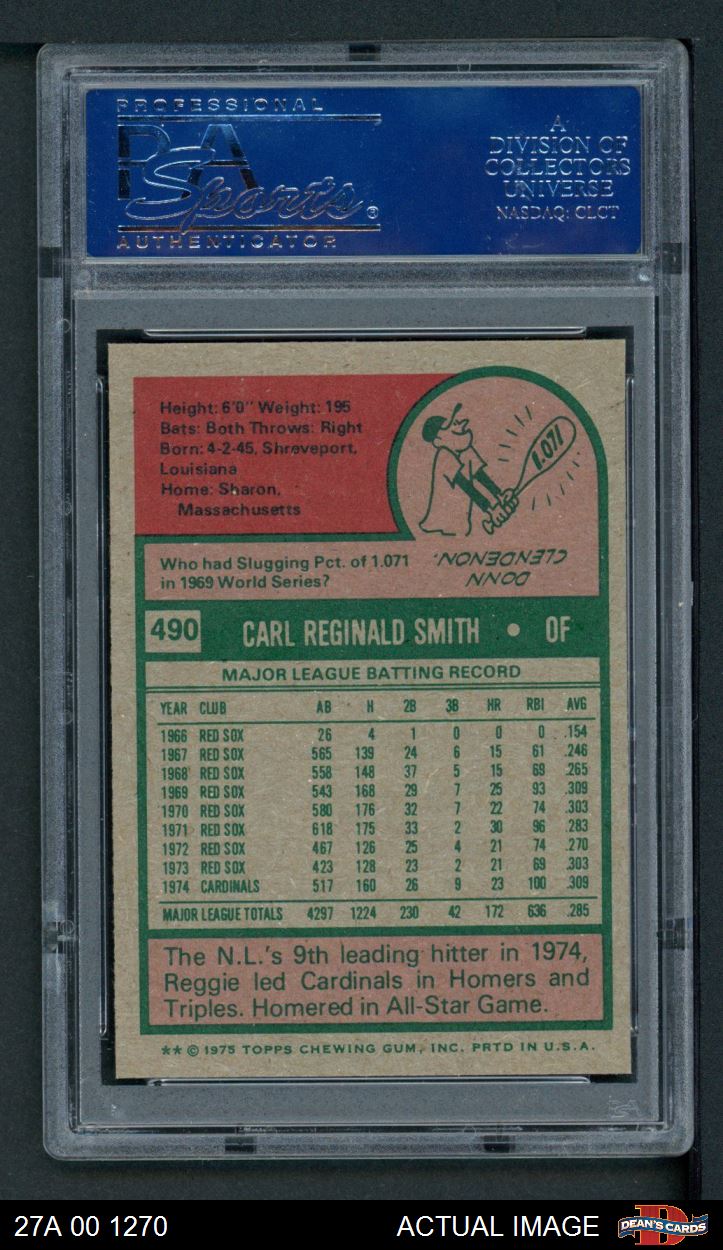 PROFESSIONAL
PSA
Sports®
AUTHENTICATOR
A
DIVISION OF
COLLECTORS
UNIVERSE
NASDAQ: CLCT
Height: 6'0" Weight: 195
Bats: Both Throws: Right
Born: 4-2-45, Shreveport,
Louisiana
Home: Sharon,
Massachusetts
1.071
Who had Slugging Pct. of 1.071
in 1969 World Series?
DONN
CLENDENON.
490 CARL REGINALD SMITH • OF
MAJOR LEAGUE BATTING RECORD
YEAR CLUB AB H 2B 3B HR RBI AVG
1966 RED SOX 26 4 1 0 0 0 .154
1967 RED SOX 565 139 24 6 15 61 .246
1968 RED SOX 558 148 37 5 15 69 .265
1969 RED SOX 543 168 29 7 25 93 .309
1970 RED SOX 580 176 32 7 22 74 .303
1971 RED SOX 618 175 33 2 30 96 .283
1972 RED SOX 467 126 25 4 21 74 .270
1973 RED SOX 423 128 23 2 21 69 .303
1974 CARDINALS 517 160 26 9 23 100 .309
MAJOR LEAGUE TOTALS 4297 1224 230 42 172 636 .285
The N.L.'s 9th leading hitter in 1974,
Reggie led Cardinals in Homers and
Triples. Homered in All-Star Game.
** © 1975 TOPPS CHEWING GUM, INC. PRTD IN U.S.A.
27A 00 1270
ACTUAL IMAGE
DEAN'S CARDS